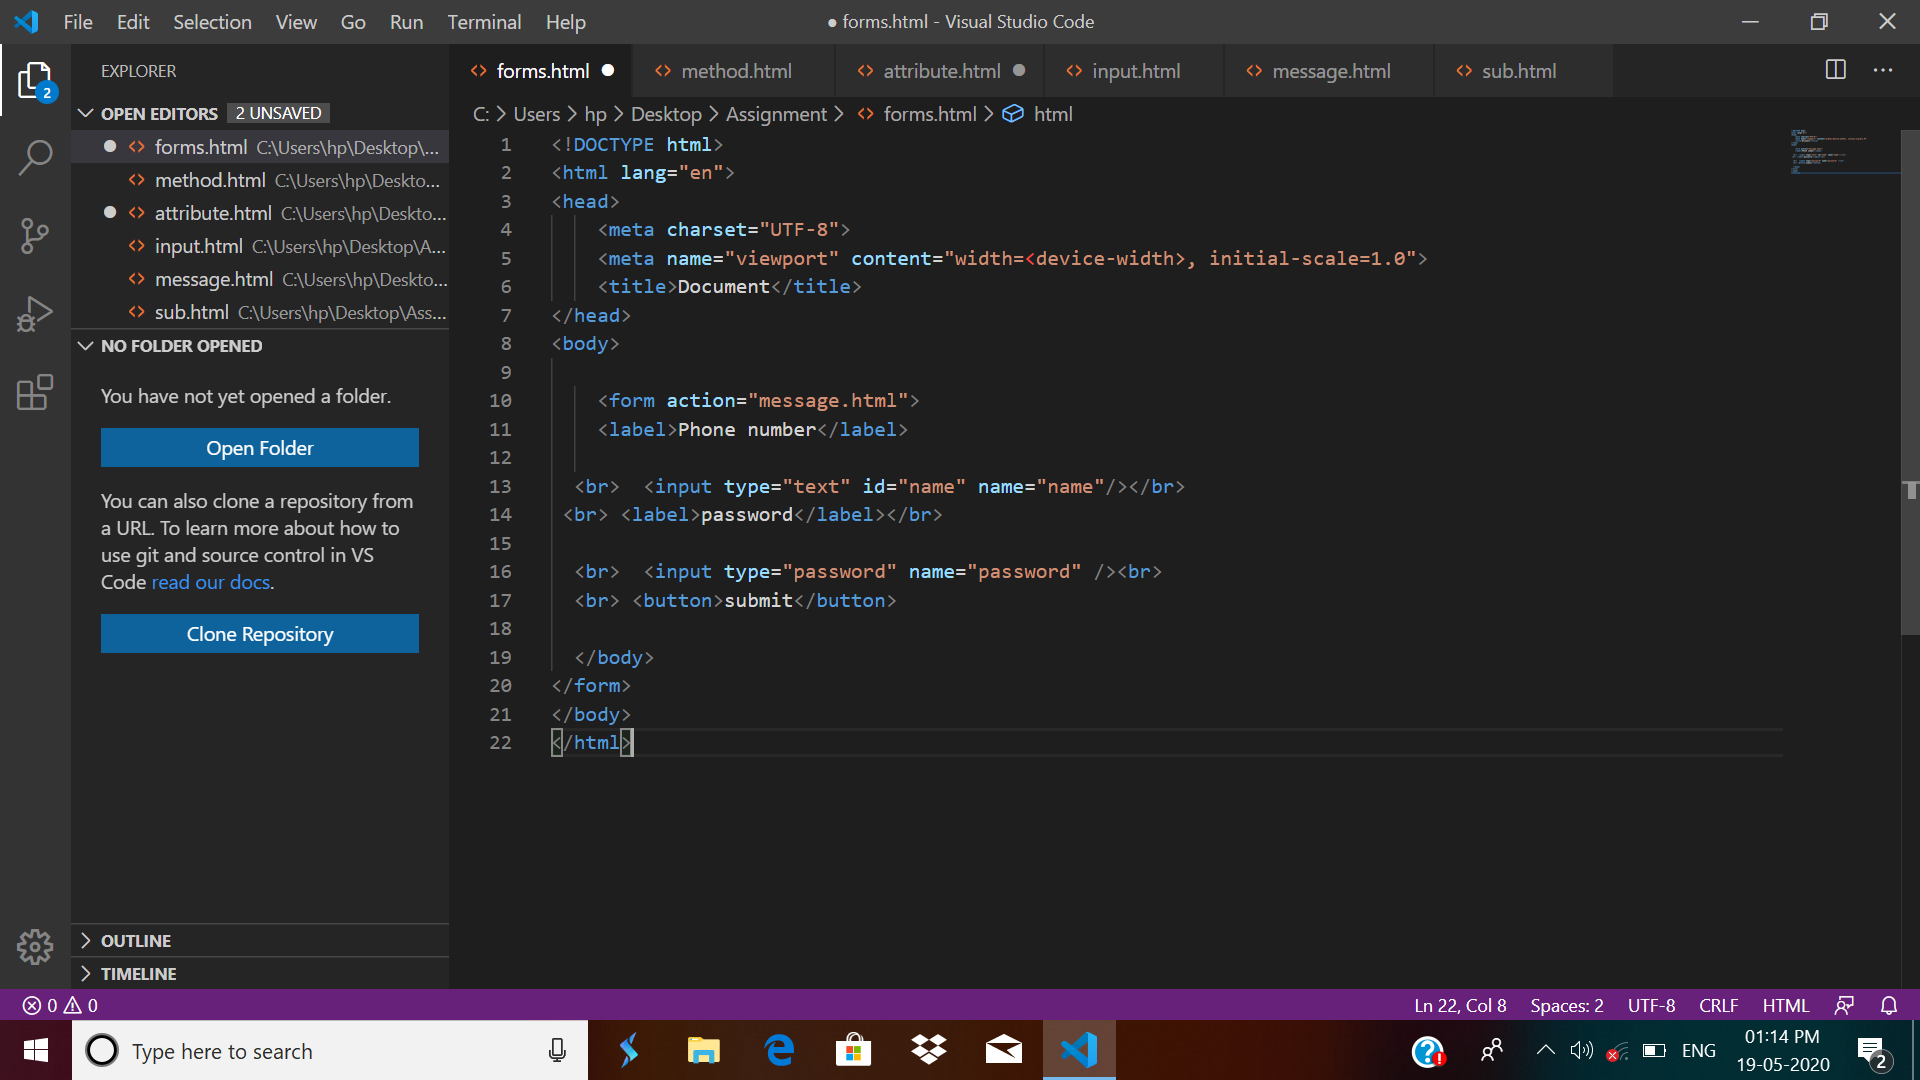 File Edit Selection View Go Run Terminal Help
● forms.html - Visual Studio Code
EXPLORER
OPEN EDITORS 2 UNSAVED
forms.html C:\Users\hp\Desktop\...
method.html C:\Users\hp\Deskto...
attribute.html C:\Users\hp\Deskto...
input.html C:\Users\hp\Desktop\A...
message.html C:\Users\hp\Deskto...
sub.html C:\Users\hp\Desktop\Ass...
NO FOLDER OPENED
You have not yet opened a folder.
Open Folder
You can also clone a repository from
a URL. To learn more about how to
use git and source control in VS
Code read our docs.
Clone Repository
OUTLINE
TIMELINE
2
forms.html method.html attribute.html input.html message.html sub.html
C: > Users > hp > Desktop > Assignment > forms.html > html
1 <!DOCTYPE html>
2 <html lang="en">
3 <head>
4 <meta charset="UTF-8">
5 <meta name="viewport" content="width=<device-width>, initial-scale=1.0">
6 <title>Document</title>
7 </head>
8 <body>
9
10 <form action="message.html">
11 <label>Phone number</label>
12
13 <br> <input type="text" id="name" name="name"/></br>
14 <br> <label>password</label></br>
15
16 <br> <input type="password" name="password" /><br>
17 <br> <button>submit</button>
18
19 </body>
20 </form>
21 </body>
22 </html>
0 0
Ln 22, Col 8 Spaces: 2 UTF-8 CRLF HTML
Type here to search
ENG
01:14 PM
19-05-2020
2